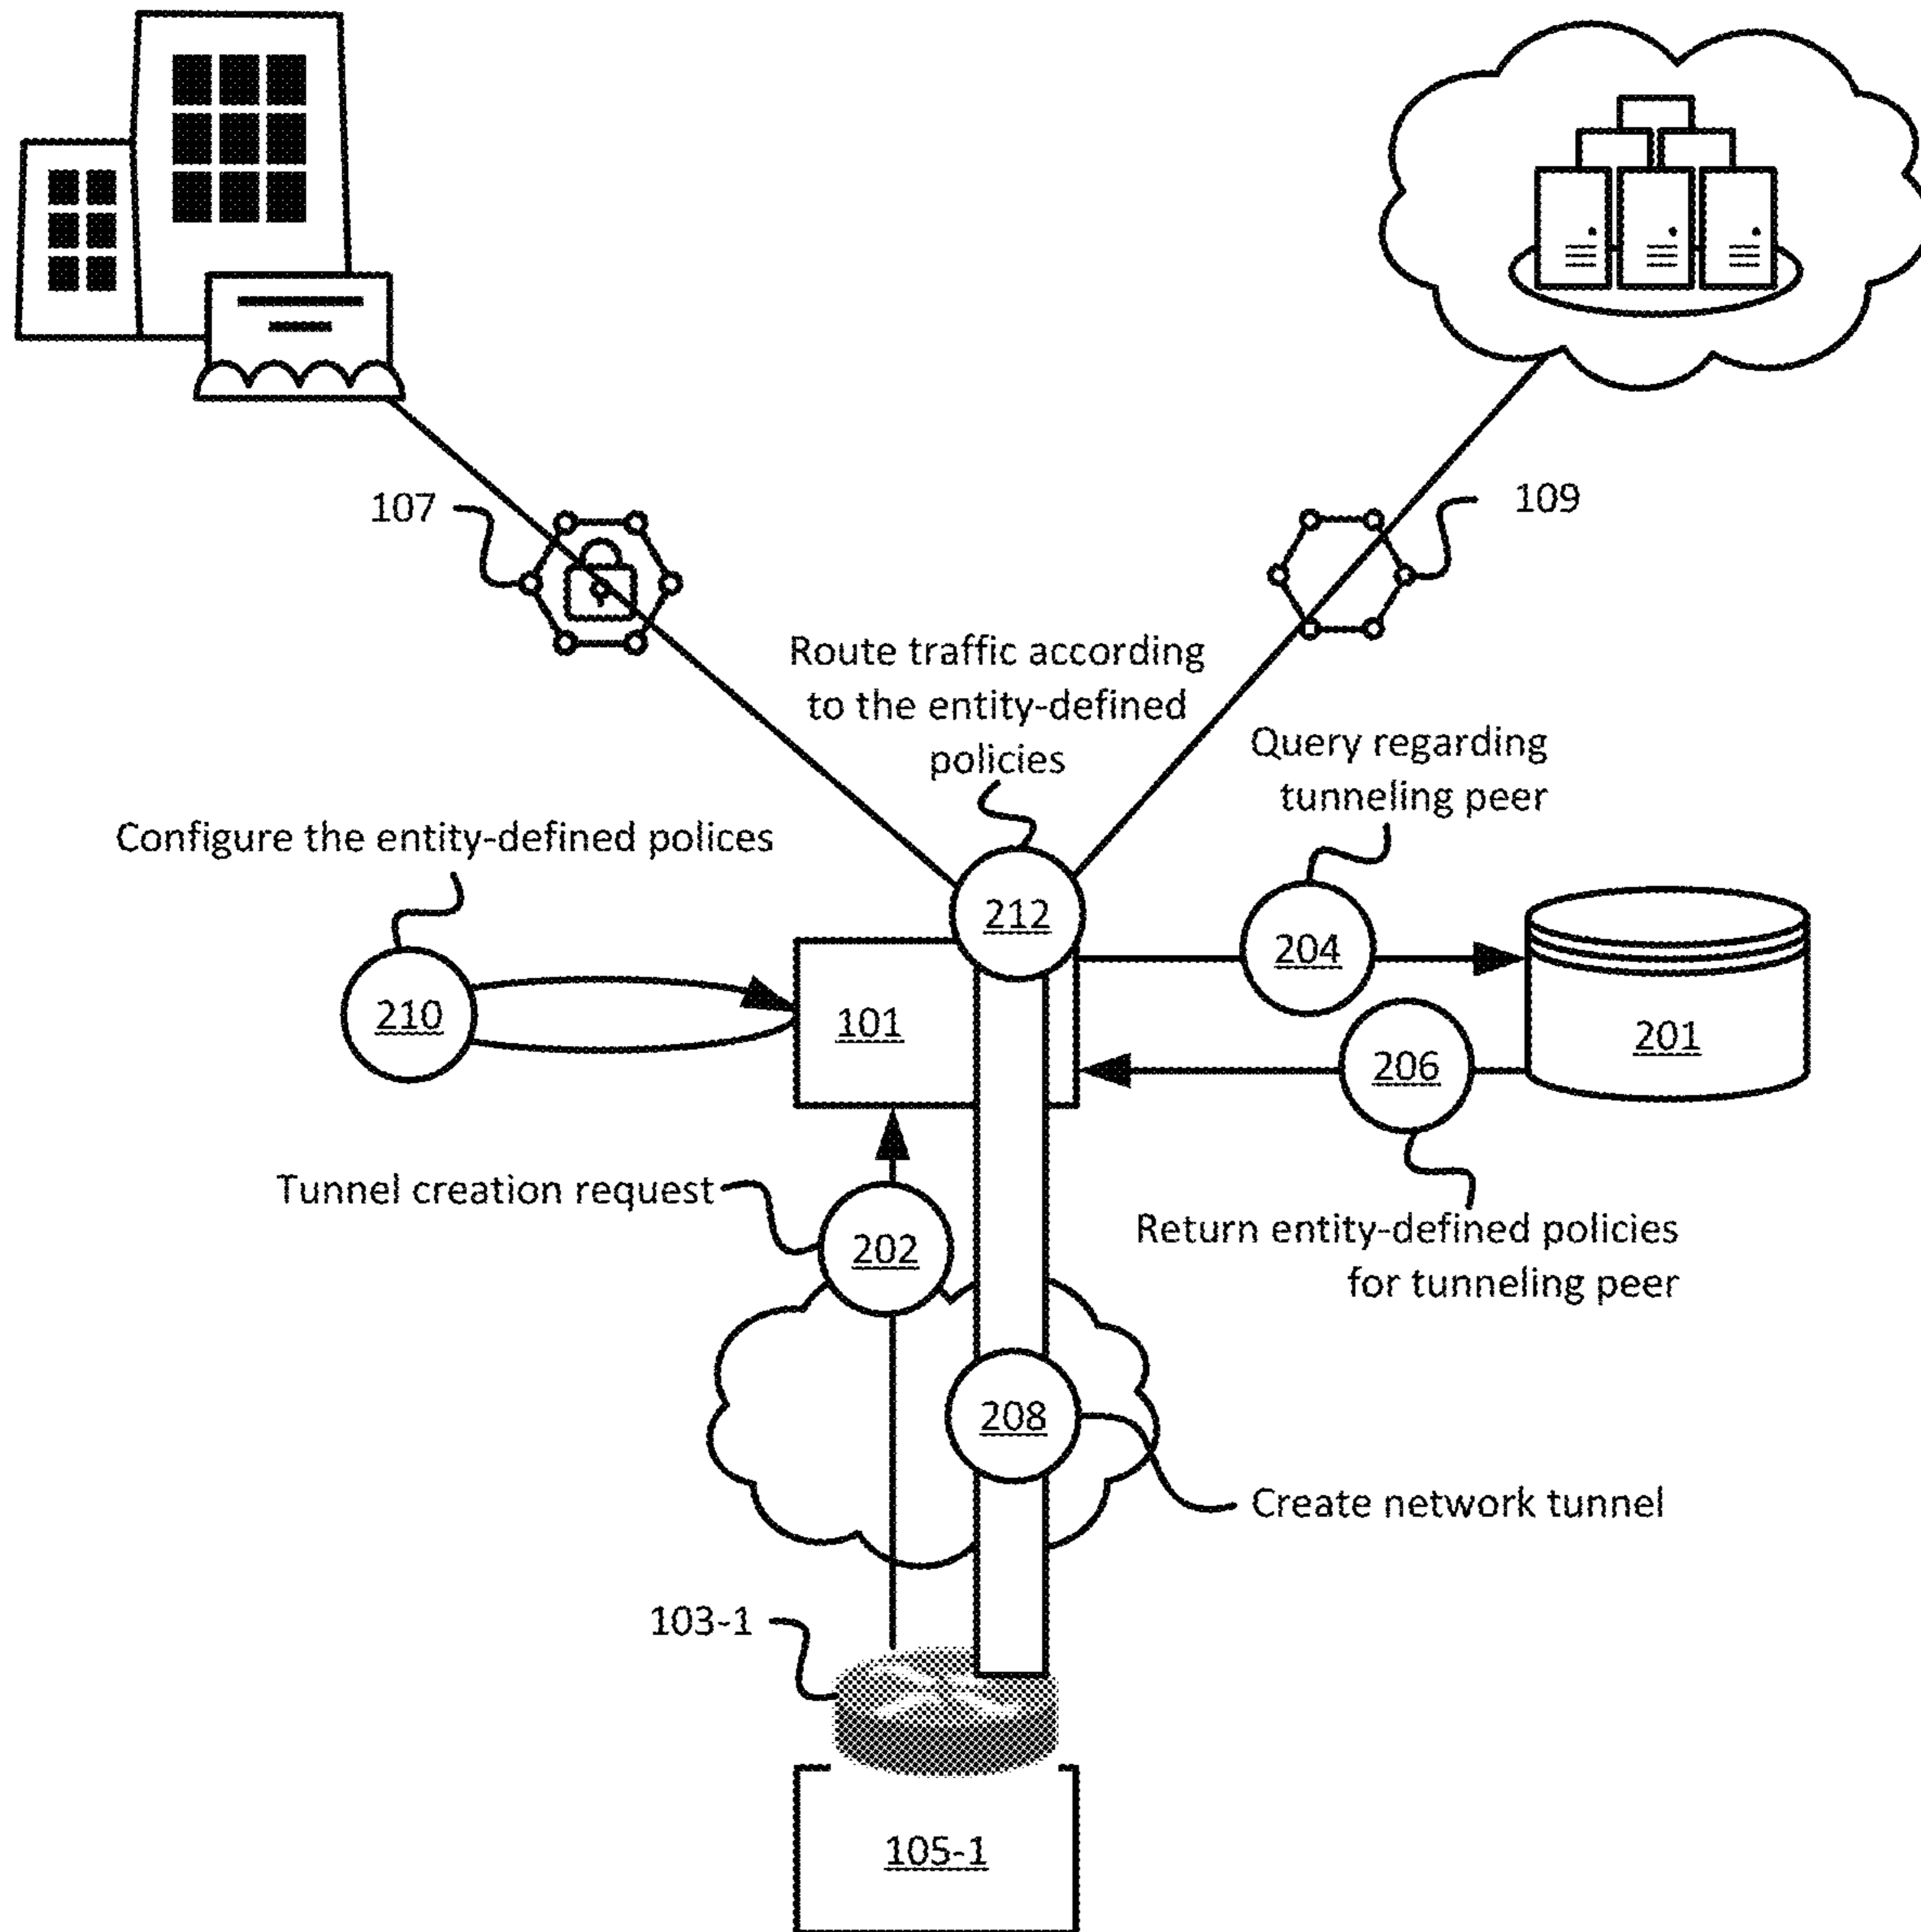 107
109
Route traffic according
to the entity-defined
policies
Query regarding
tunneling peer
Configure the entity-defined polices
212
204
210
101
201
206
Tunnel creation request
202
Return entity-defined policies
for tunneling peer
208
Create network tunnel
103-1
105-1